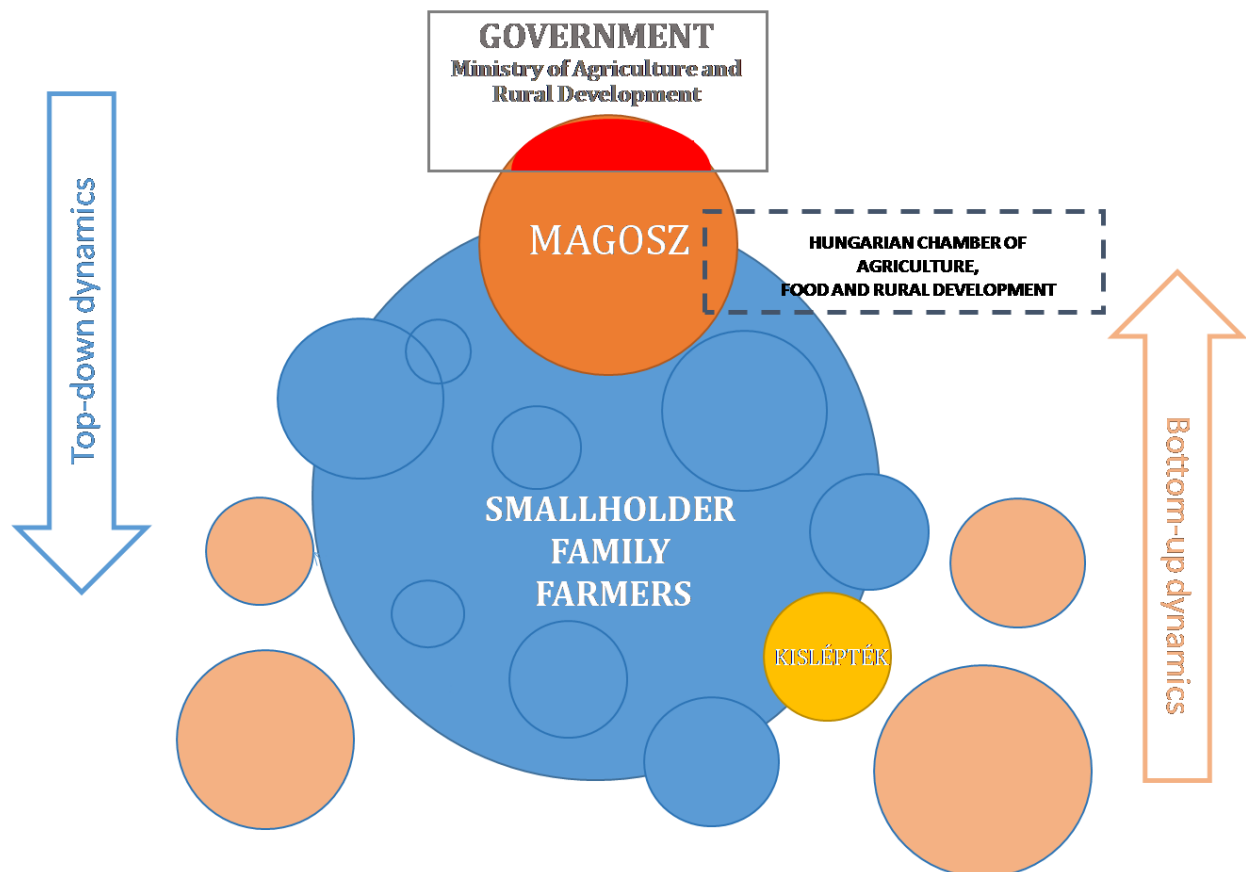 GOVERNMENT
Ministry of Agriculture and
Rural Development
Top-down dynamics
MAGOSZ
HUNGARIAN CHAMBER OF
AGRICULTURE,
FOOD AND RURAL DEVELOPMENT
SMALLHOLDER
FAMILY
FARMERS
KISLÉPTÉK
Bottom-up dynamics